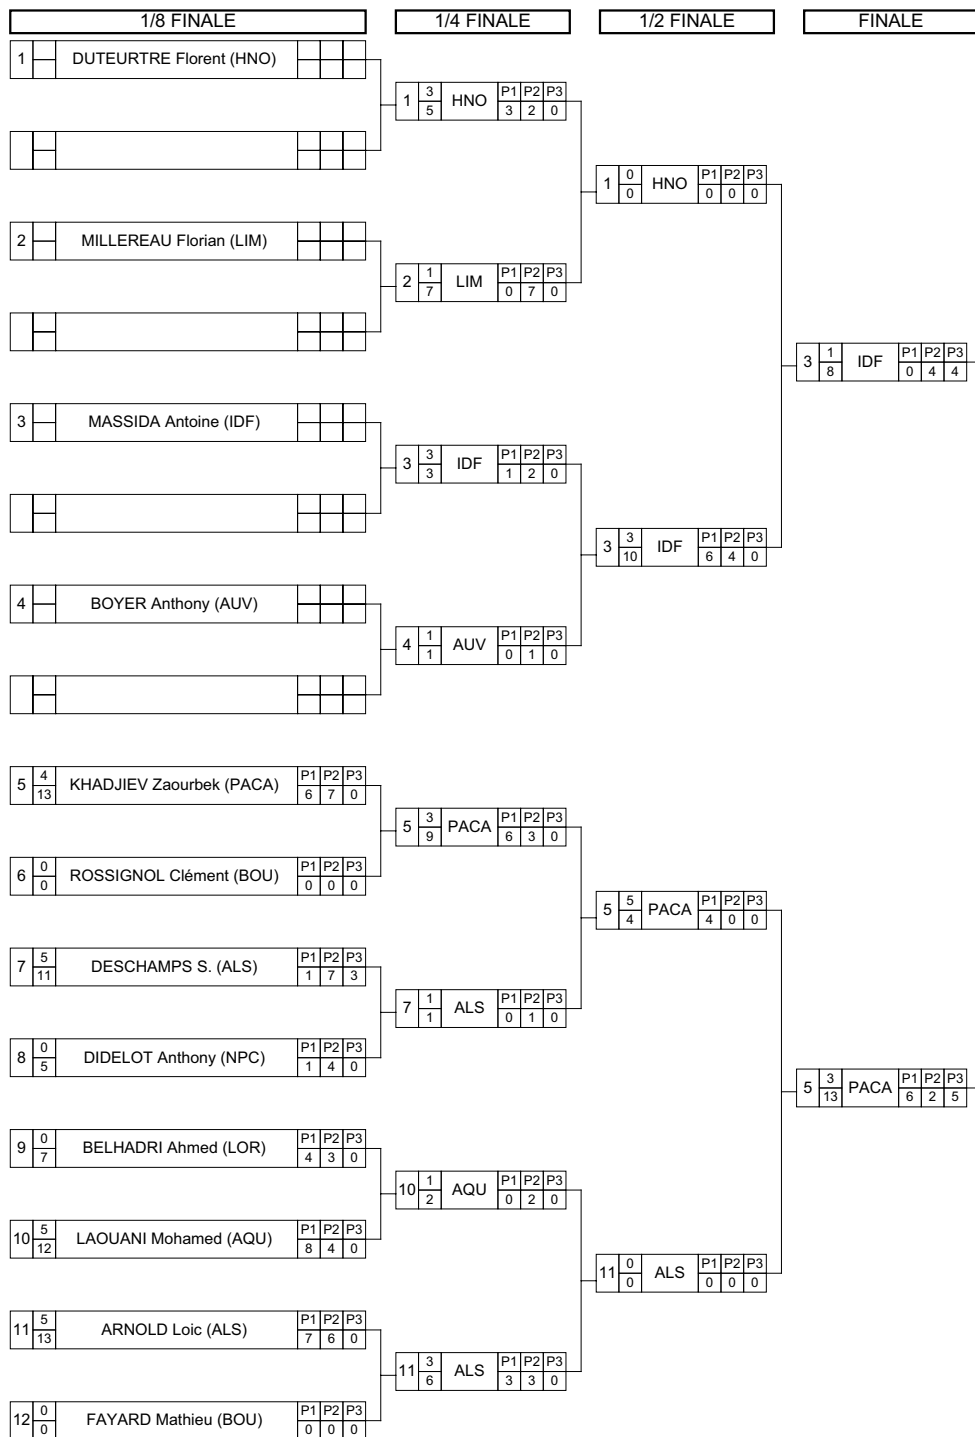 1/8 FINALE 1/4 FINALE 1/2 FINALE FINALE
1 DUTEURTRE Florent (HNO)
1 3 5 HNO P1 P2 P3 3 2 0
1 0 0 HNO P1 P2 P3 0 0 0
2 MILLEREAU Florian (LIM)
2 1 7 LIM P1 P2 P3 0 7 0
3 1 8 IDF P1 P2 P3 0 4 4
3 MASSIDA Antoine (IDF)
3 3 3 IDF P1 P2 P3 1 2 0
3 3 10 IDF P1 P2 P3 6 4 0
4 BOYER Anthony (AUV)
4 1 1 AUV P1 P2 P3 0 1 0
5 4 13 KHADJIEV Zaourbek (PACA) P1 P2 P3 6 7 0
5 3 9 PACA P1 P2 P3 6 3 0
6 0 0 ROSSIGNOL Clément (BOU) P1 P2 P3 0 0 0
5 5 4 PACA P1 P2 P3 4 0 0
7 5 11 DESCHAMPS S. (ALS) P1 P2 P3 1 7 3
7 1 1 ALS P1 P2 P3 0 1 0
8 0 5 DIDELOT Anthony (NPC) P1 P2 P3 1 4 0
5 3 13 PACA P1 P2 P3 6 2 5
9 0 7 BELHADRI Ahmed (LOR) P1 P2 P3 4 3 0
10 1 2 AQU P1 P2 P3 0 2 0
10 5 12 LAOUANI Mohamed (AQU) P1 P2 P3 8 4 0
11 0 0 ALS P1 P2 P3 0 0 0
11 5 13 ARNOLD Loic (ALS) P1 P2 P3 7 6 0
11 3 6 ALS P1 P2 P3 3 3 0
12 0 0 FAYARD Mathieu (BOU) P1 P2 P3 0 0 0